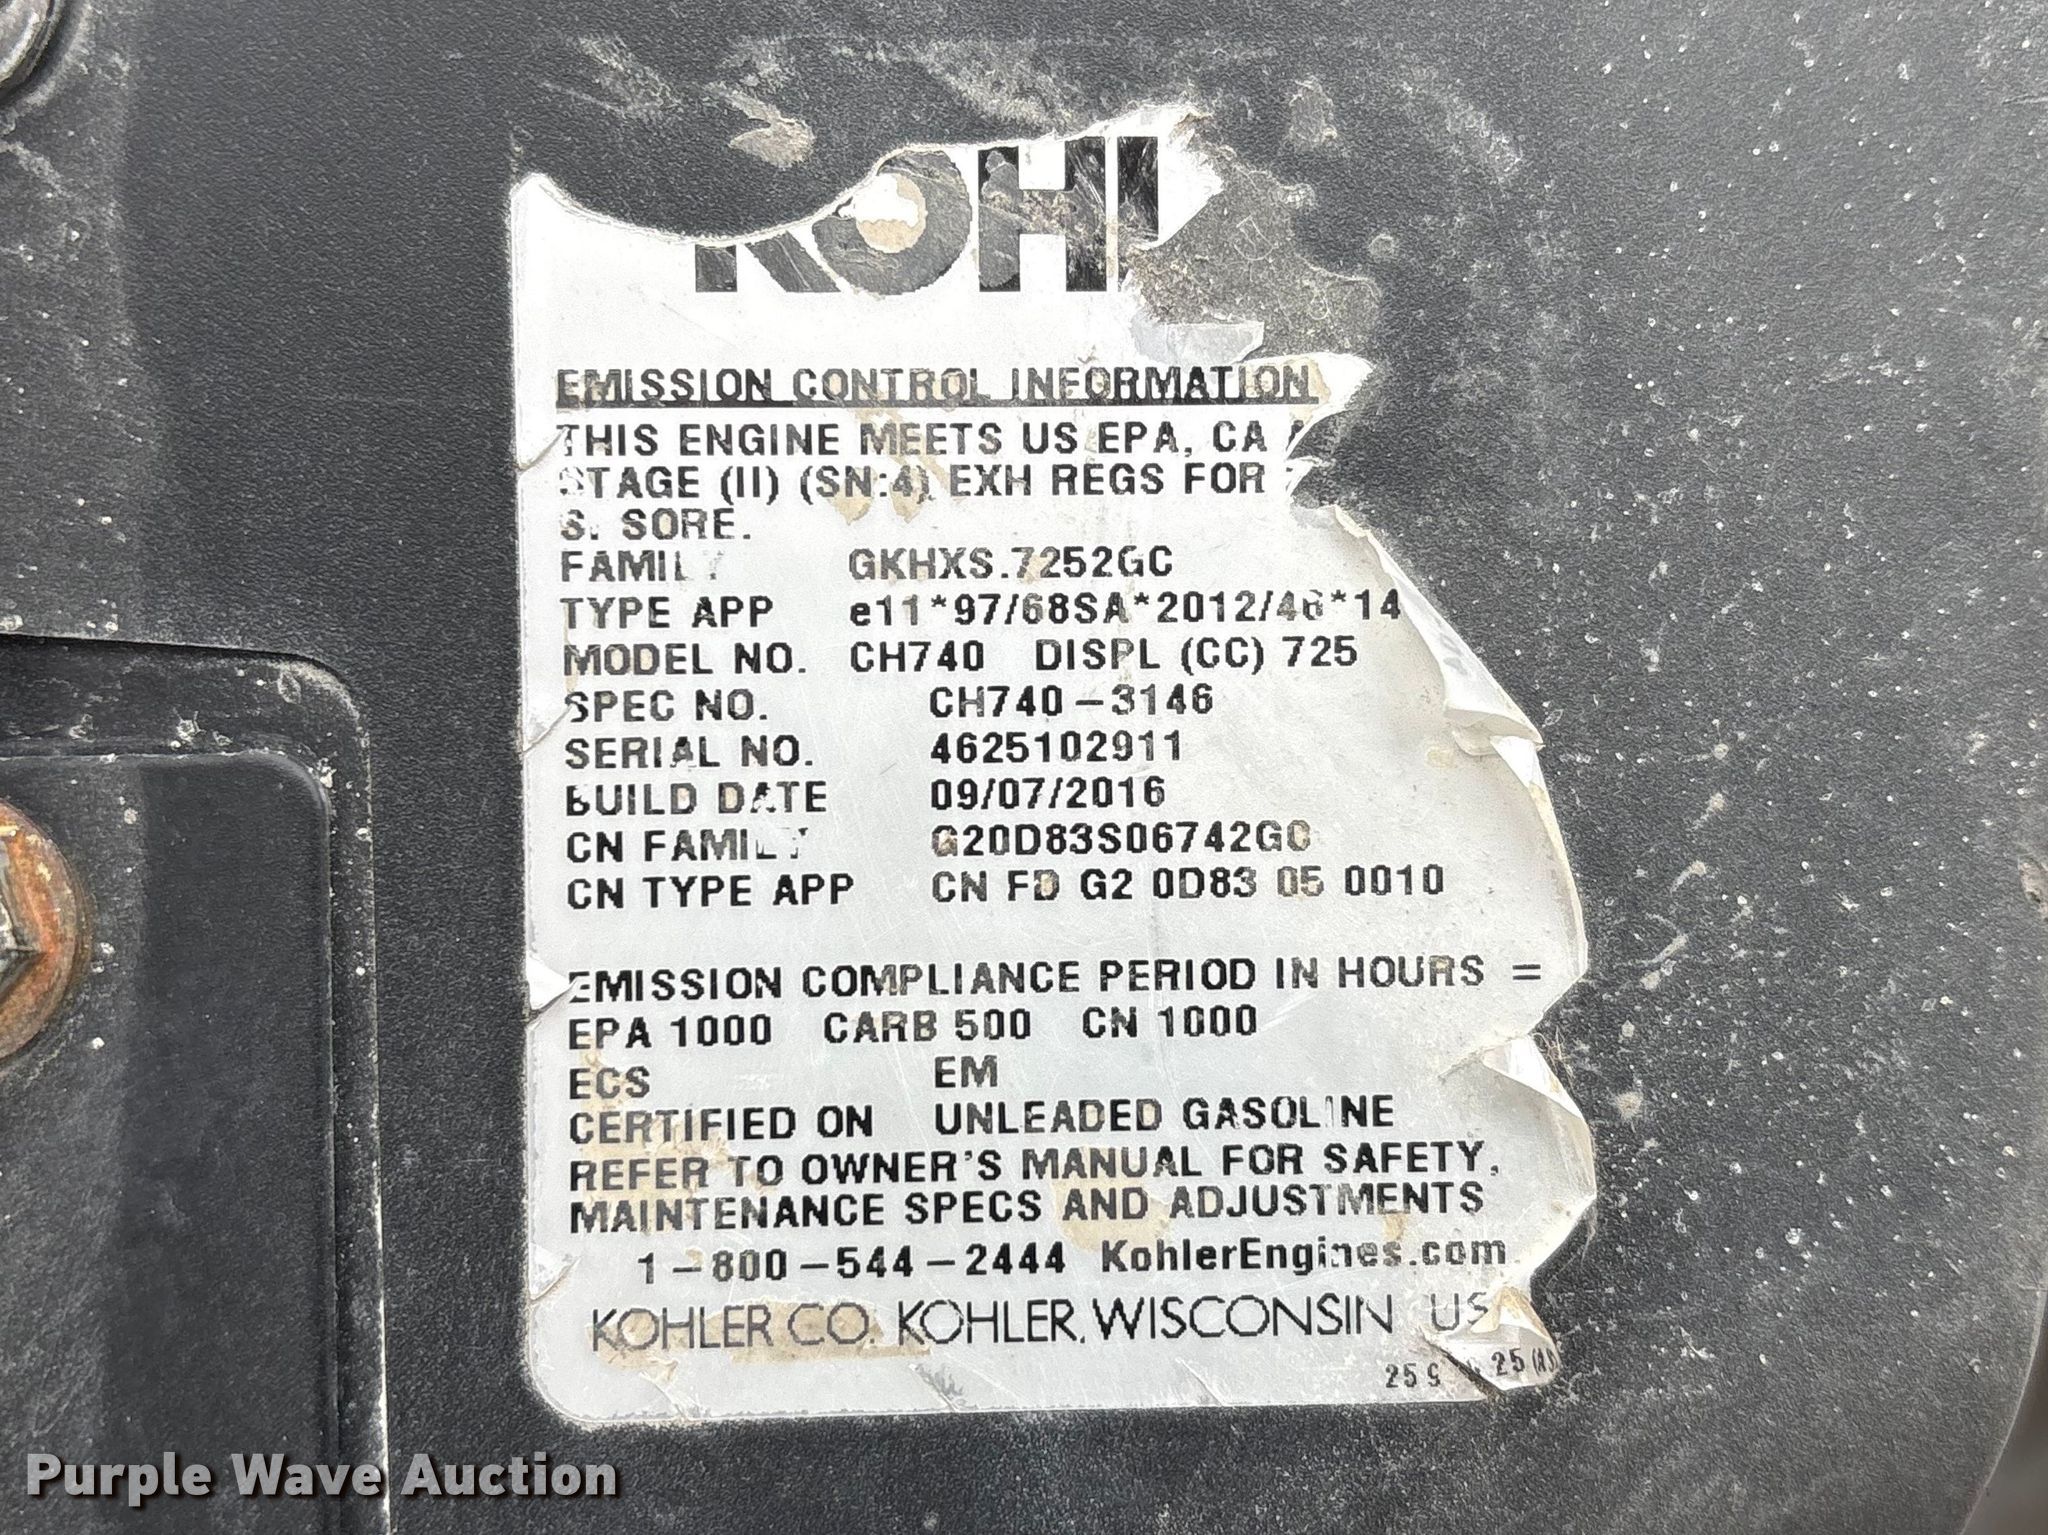 KOHL
EMISSION CONTROL INFORMATION
THIS ENGINE MEETS US EPA, CA
STAGE (II) (SN:4) EXH REGS FOR
S. SORE.
FAMILY GKHXS.7252GC
TYPE APP e11*97/68SA*2012/46*14
MODEL NO. CH740 DISPL (CC) 725
SPEC NO. CH740-3146
SERIAL NO. 4625102911
BUILD DATE 09/07/2016
CN FAMILY G20D83S06742GC
CN TYPE APP CN FD G2 0D83 05 0010
EMISSION COMPLIANCE PERIOD IN HOURS =
EPA 1000 CARB 500 CN 1000
ECS EM
CERTIFIED ON UNLEADED GASOLINE
REFER TO OWNER'S MANUAL FOR SAFETY,
MAINTENANCE SPECS AND ADJUSTMENTS
1-800-544-2444 KohlerEngines.com
KOHLER CO. KOHLER, WISCONSIN US
25
Purple Wave Auction